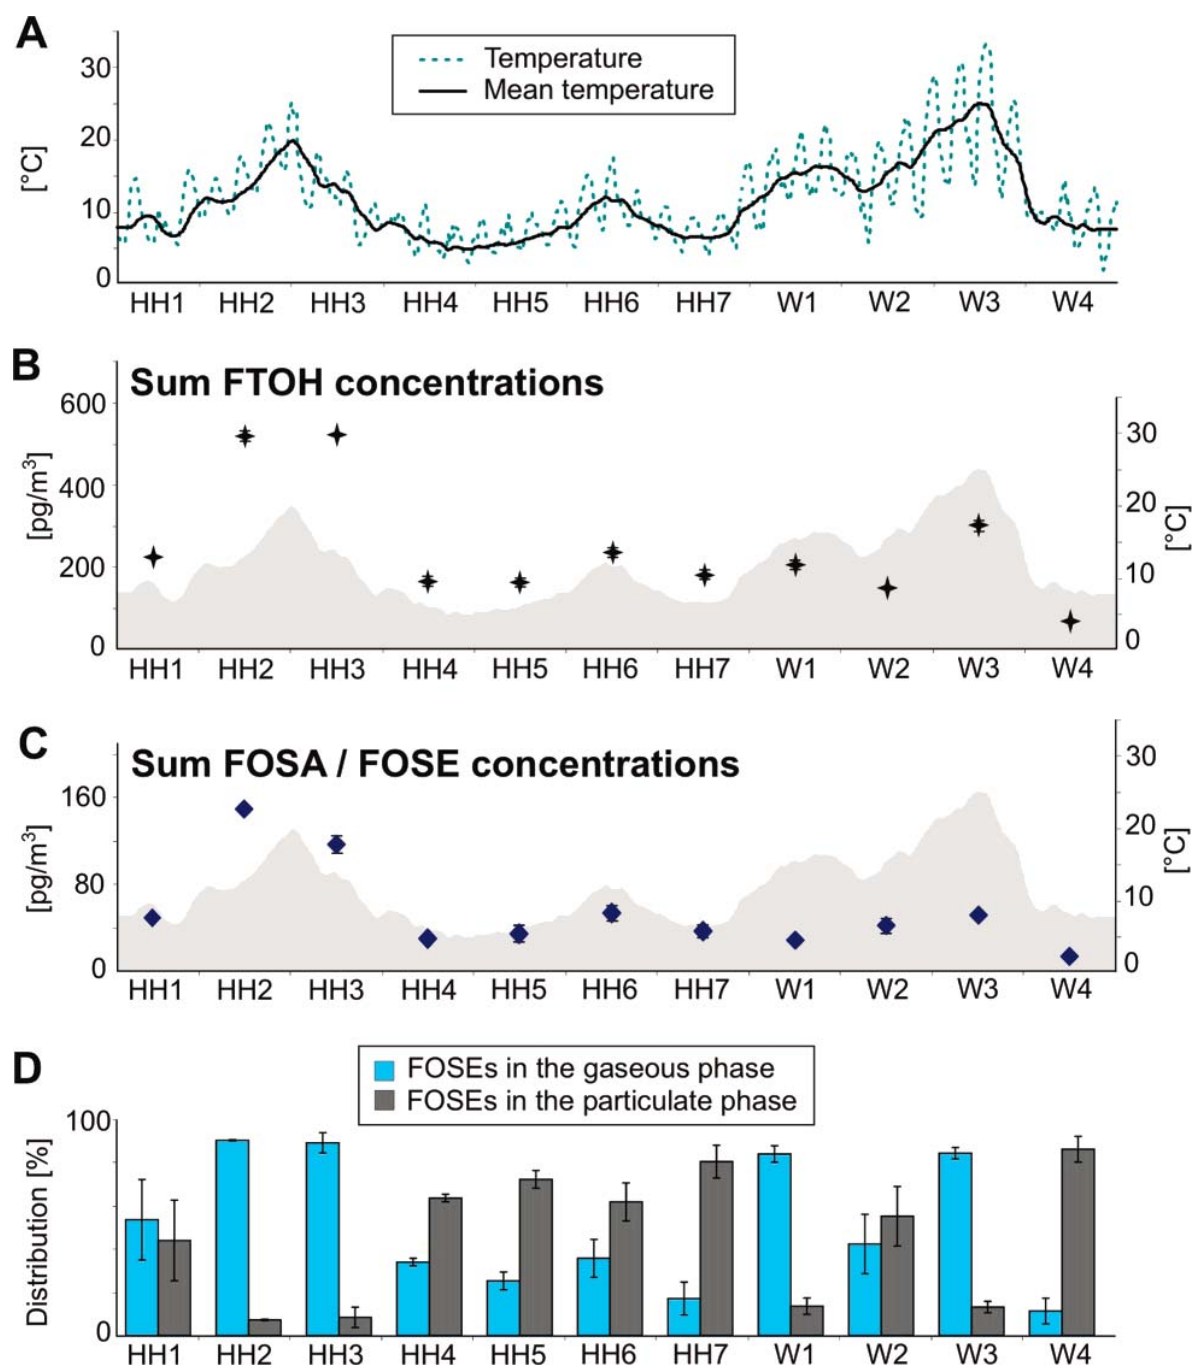 A
30
20
10
0
[°C]
Temperature
Mean temperature
HH1 HH2 HH3 HH4 HH5 HH6 HH7 W1 W2 W3 W4
B
Sum FTOH concentrations
600
400
200
0
[pg/m³]
30
20
10
0
[°C]
HH1 HH2 HH3 HH4 HH5 HH6 HH7 W1 W2 W3 W4
C
Sum FOSA / FOSE concentrations
160
80
0
[pg/m³]
30
20
10
0
[°C]
HH1 HH2 HH3 HH4 HH5 HH6 HH7 W1 W2 W3 W4
D
FOSEs in the gaseous phase
FOSEs in the particulate phase
100
0
Distribution [%]
HH1 HH2 HH3 HH4 HH5 HH6 HH7 W1 W2 W3 W4